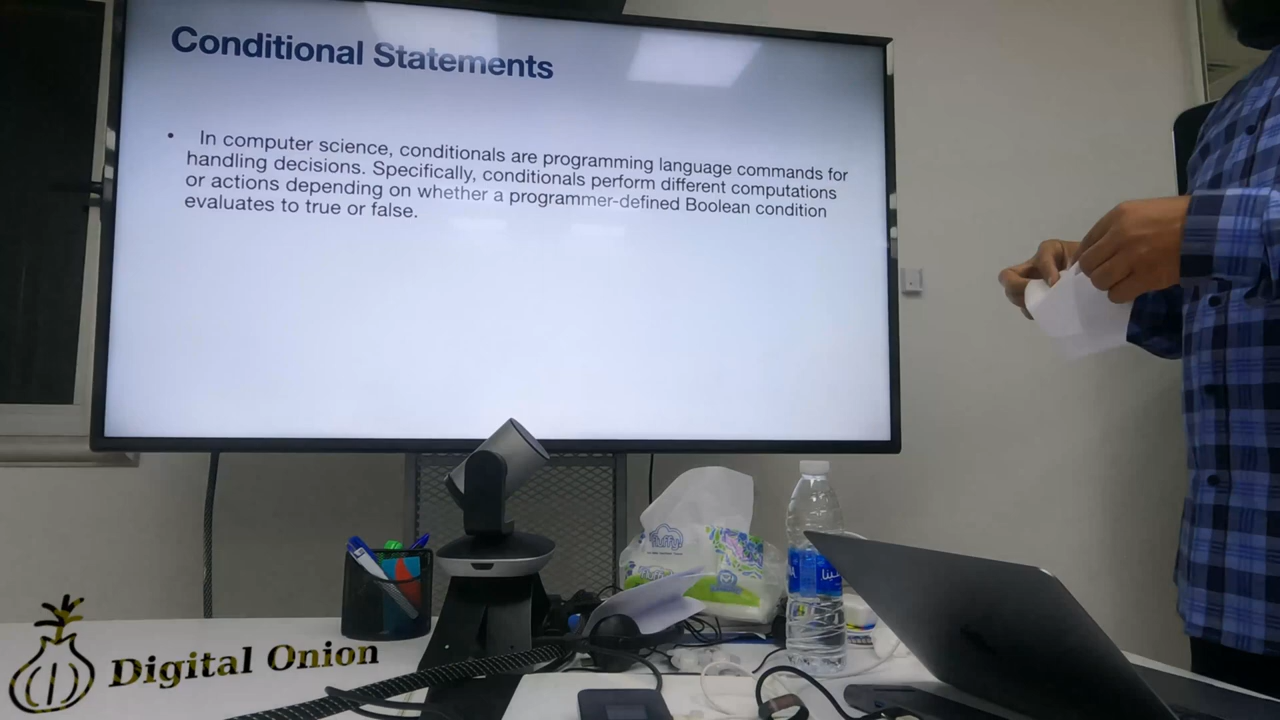 Conditional Statements
• In computer science, conditionals are programming language commands for
handling decisions. Specifically, conditionals perform different computations
or actions depending on whether a programmer-defined Boolean condition
evaluates to true or false.
fluffy
Digital Onion